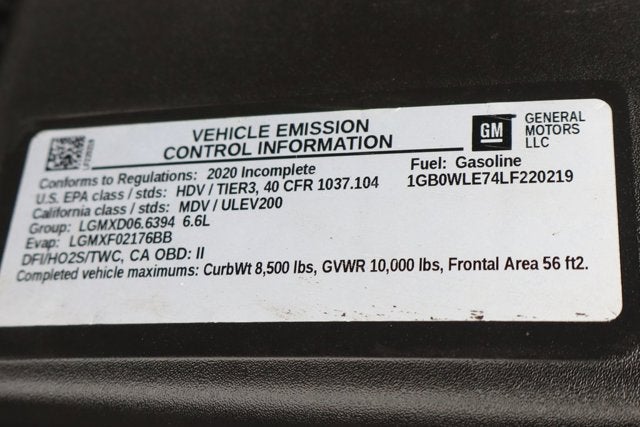 VEHICLE EMISSION
CONTROL INFORMATION
GM
GENERAL
MOTORS
LLC
Conforms to Regulations: 2020 Incomplete
Fuel: Gasoline
U.S. EPA class / stds: HDV / TIER3, 40 CFR 1037.104
1GB0WLE74LF220219
California class / stds: MDV / ULEV200
Group: LGMXD06.6394 6.6L
Evap: LGMXF02176BB
DFI/HO2S/TWC, CA OBD: II
Completed vehicle maximums: CurbWt 8,500 lbs, GVWR 10,000 lbs, Frontal Area 56 ft2.